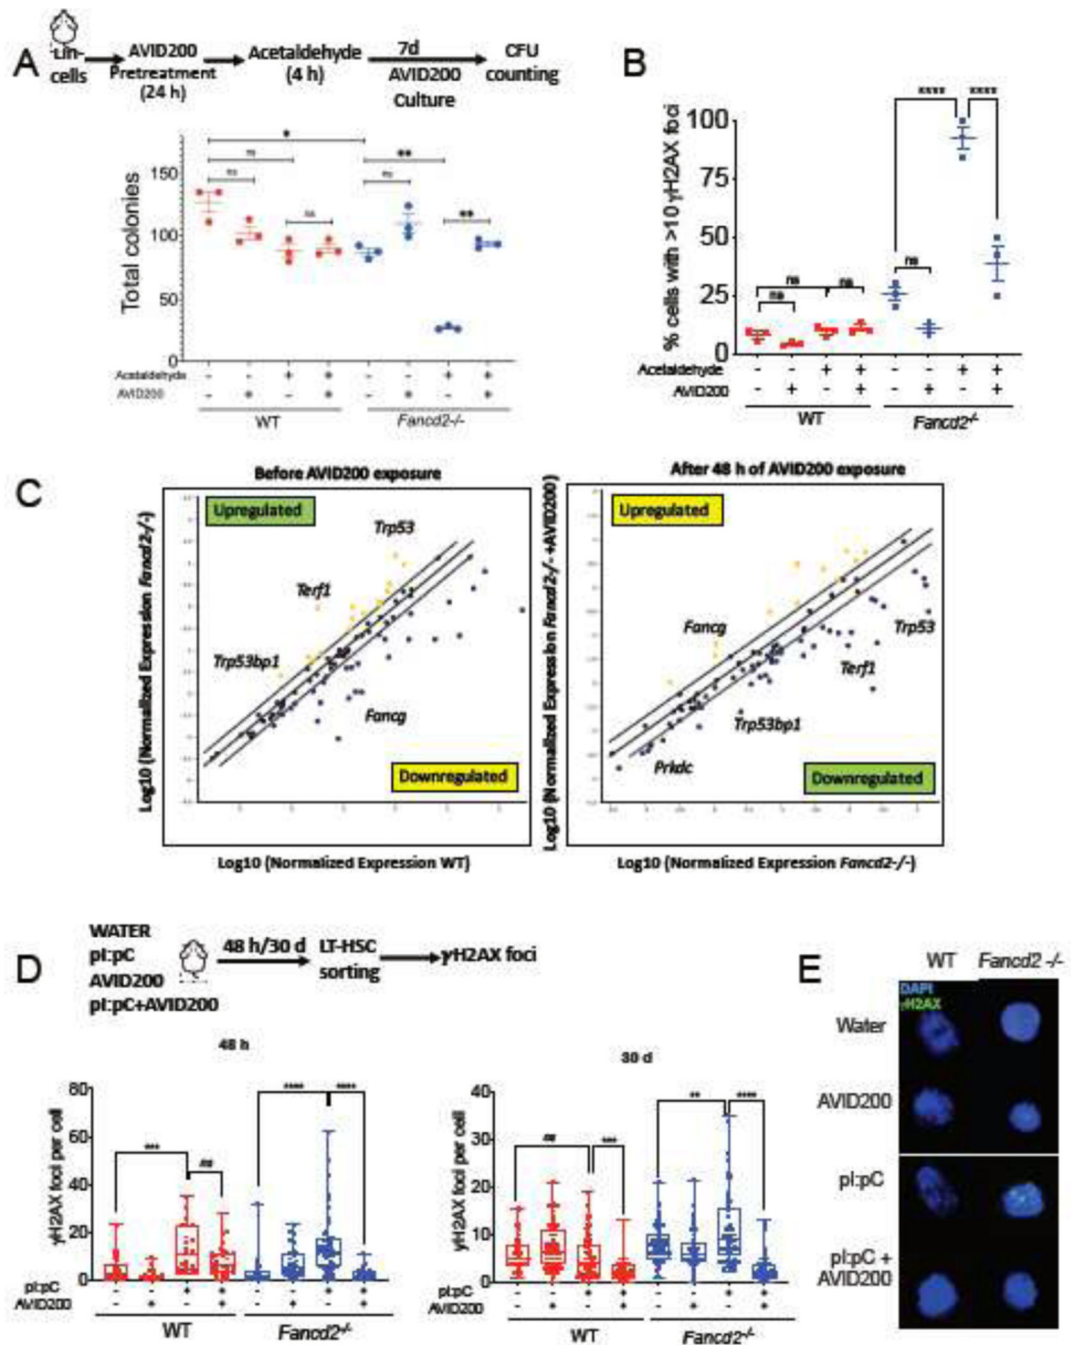 A
Lin-
cells
AVID200
Pretreatment
(24 h)
Acetaldehyde
(4 h)
7d
AVID200
Culture
CFU
counting
Total colonies
150
100
50
0
*
ns
**
ns
ns
ns
**
Acetaldehyde - - + + - - + +
AVID200 - + - + - + - +
WT
Fancd2-/-
B
% cells with >10 γH2AX foci
100
75
50
25
0
**** ****
ns
ns
ns
ns
Acetaldehyde - - + + - - + +
AVID200 - + - + - + - +
WT
Fancd2-/-
C
Before AVID200 exposure
Log10 (Normalized Expression Fancd2-/-)
Upregulated
Trp53
Terf1
Trp53bp1
Fancg
Downregulated
Log10 (Normalized Expression WT)
After 48 h of AVID200 exposure
Log10 (Normalized Expression Fancd2-/- +AVID200)
Upregulated
Fancg
Trp53
Terf1
Trp53bp1
Prkdc
Downregulated
Log10 (Normalized Expression Fancd2-/-)
D
WATER
pI:pC
AVID200
pI:pC+AVID200
48 h/30 d
LT-HSC
sorting
γH2AX foci
48 h
γH2AX foci per cell
80
60
40
20
0
***
ns
**** ****
pI:pC - - + + - - + +
AVID200 - + - + - + - +
WT
Fancd2-/-
30 d
γH2AX foci per cell
40
30
20
10
0
ns
***
** ****
pI:pC - - + + - - + +
AVID200 - + - + - + - +
WT
Fancd2-/-
E
WT Fancd2 -/-
DAPI
γH2AX
Water
AVID200
pI:pC
pI:pC +
AVID200